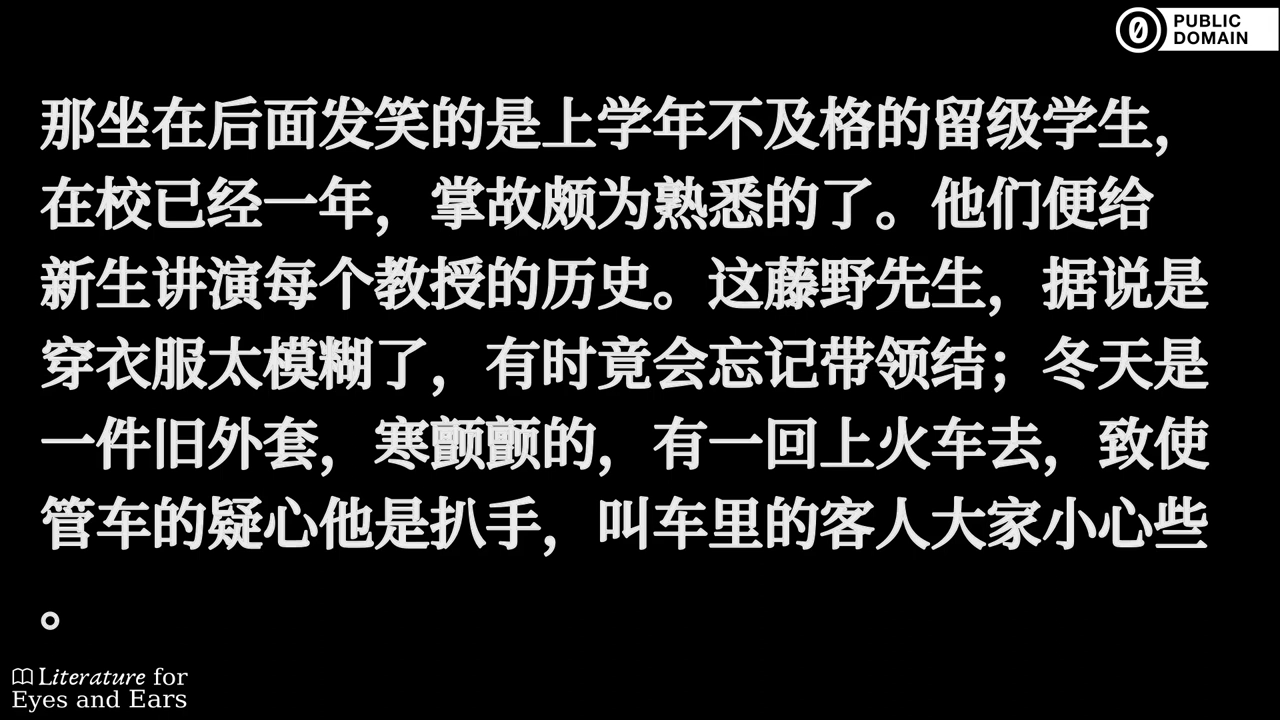 PUBLIC
DOMAIN
那坐在后面发笑的是上学年不及格的留级学生，
在校已经一年，掌故颇为熟悉的了。他们便给
新生讲演每个教授的历史。这藤野先生，据说是
穿衣服太模糊了，有时竟会忘记带领结；冬天是
一件旧外套，寒颤颤的，有一回上火车去，致使
管车的疑心他是扒手，叫车里的客人大家小心些
。
Literature for
Eyes and Ears